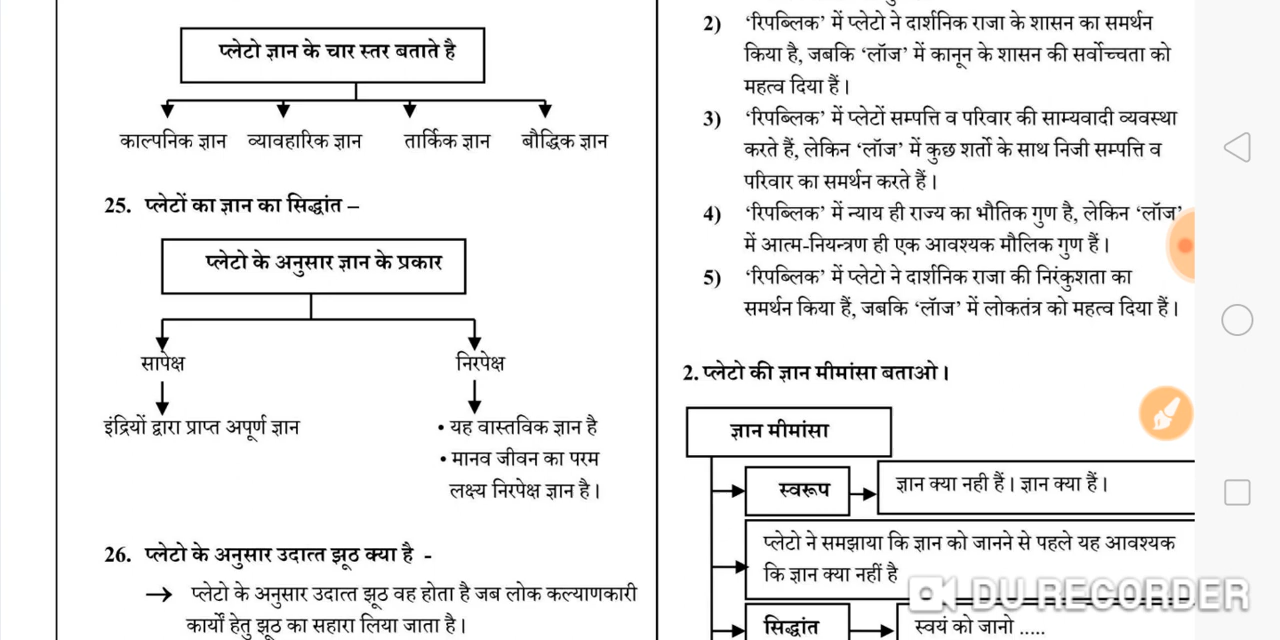 प्लेटो ज्ञान के चार स्तर बताते है
काल्पनिक ज्ञान व्यावहारिक ज्ञान तार्किक ज्ञान बौद्धिक ज्ञान
25. प्लेटों का ज्ञान का सिद्धांत –
प्लेटो के अनुसार ज्ञान के प्रकार
सापेक्ष निरपेक्ष
इंद्रियों द्वारा प्राप्त अपूर्ण ज्ञान
• यह वास्तविक ज्ञान है
• मानव जीवन का परम
लक्ष्य निरपेक्ष ज्ञान है।
26. प्लेटो के अनुसार उदात्त झूठ क्या है -
→ प्लेटो के अनुसार उदात्त झूठ वह होता है जब लोक कल्याणकारी
कार्यों हेतु झूठ का सहारा लिया जाता है।
2) ‘रिपब्लिक’ में प्लेटो ने दार्शनिक राजा के शासन का समर्थन
किया है, जबकि ‘लॉज’ में कानून के शासन की सर्वोच्चता को
महत्व दिया हैं।
3) ‘रिपब्लिक’ में प्लेटों सम्पत्ति व परिवार की साम्यवादी व्यवस्था
करते हैं, लेकिन ‘लॉज’ में कुछ शर्तो के साथ निजी सम्पत्ति व
परिवार का समर्थन करते हैं।
4) ‘रिपब्लिक’ में न्याय ही राज्य का भौतिक गुण है, लेकिन ‘लॉज’
में आत्म-नियन्त्रण ही एक आवश्यक मौलिक गुण हैं।
5) ‘रिपब्लिक’ में प्लेटो ने दार्शनिक राजा की निरंकुशता का
समर्थन किया हैं, जबकि ‘लॉज’ में लोकतंत्र को महत्व दिया हैं।
2. प्लेटो की ज्ञान मीमांसा बताओ।
ज्ञान मीमांसा
स्वरूप ज्ञान क्या नही हैं। ज्ञान क्या हैं।
प्लेटो ने समझाया कि ज्ञान को जानने से पहले यह आवश्यक
कि ज्ञान क्या नहीं है
सिद्धांत स्वयं को जानो .....
DU RECORDER